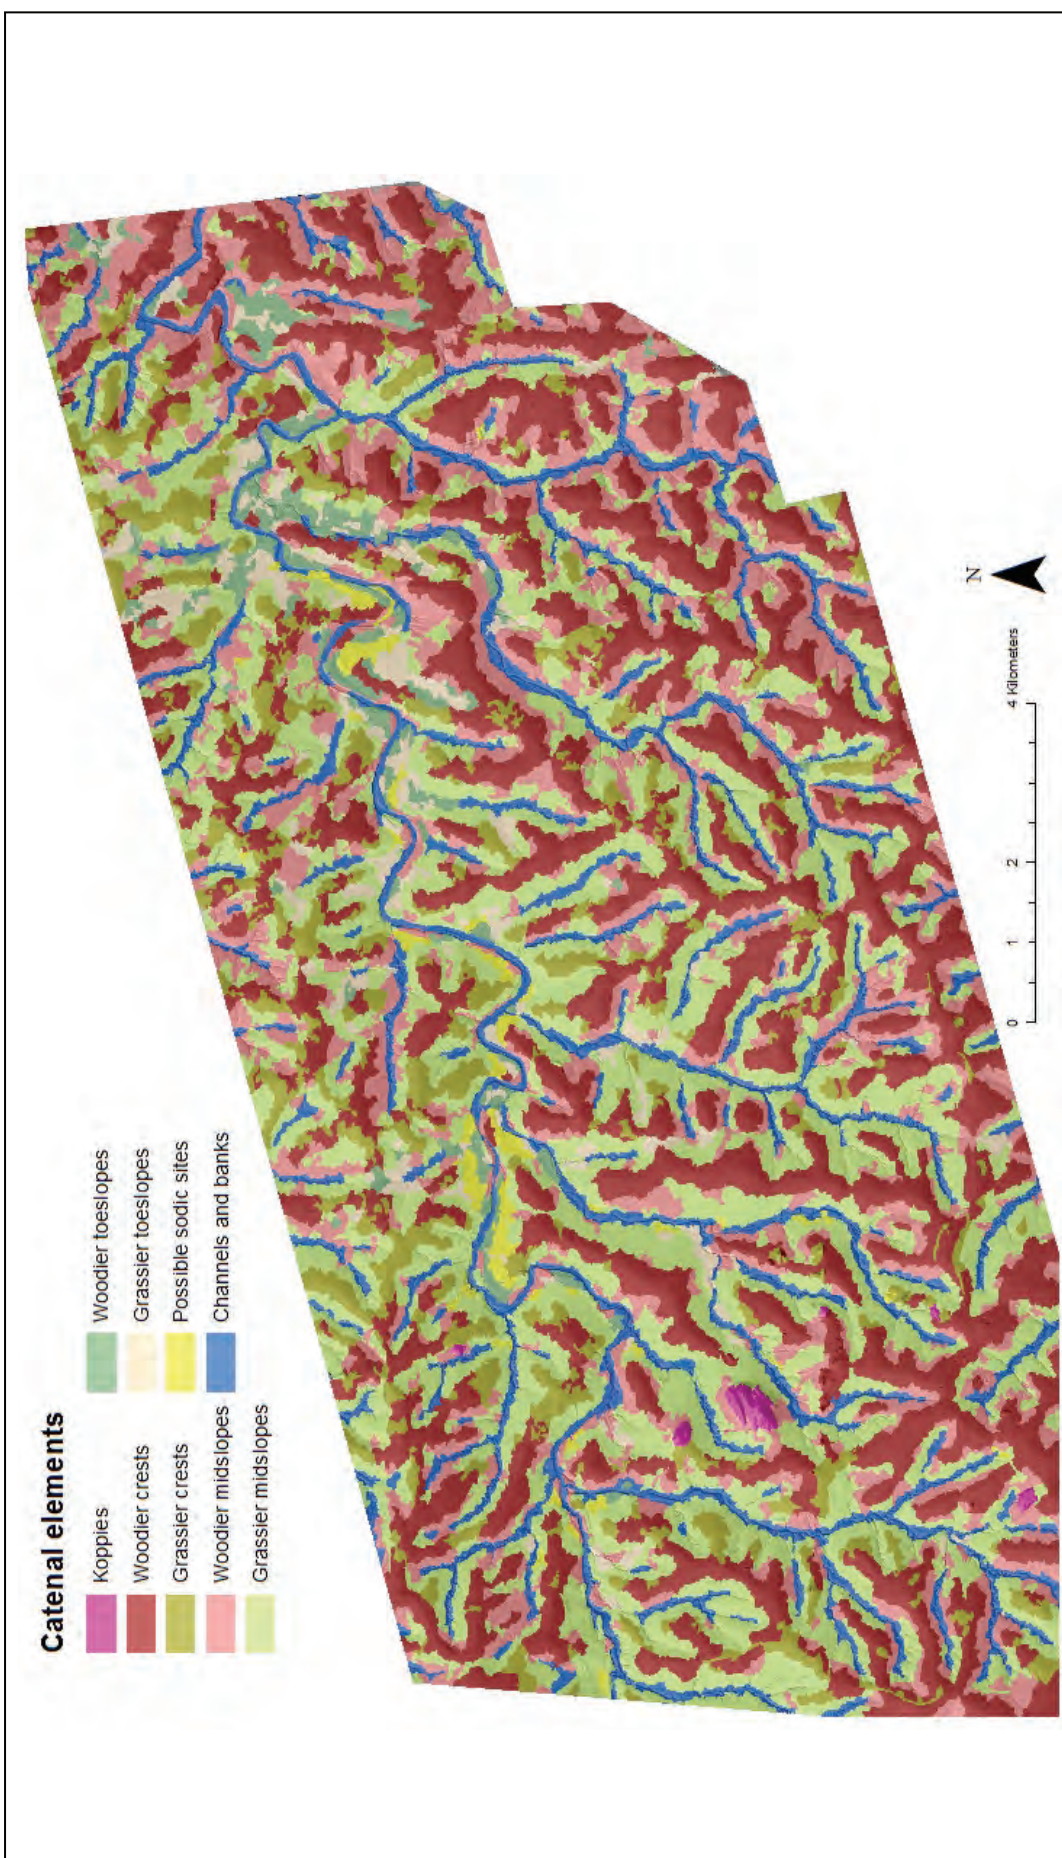 Catenal elements
Koppies
Woodier crests
Grassier crests
Woodier midslopes
Grassier midslopes
Woodier toeslopes
Grassier toeslopes
Possible sodic sites
Channels and banks
N
0 1 2 4 Kilometers